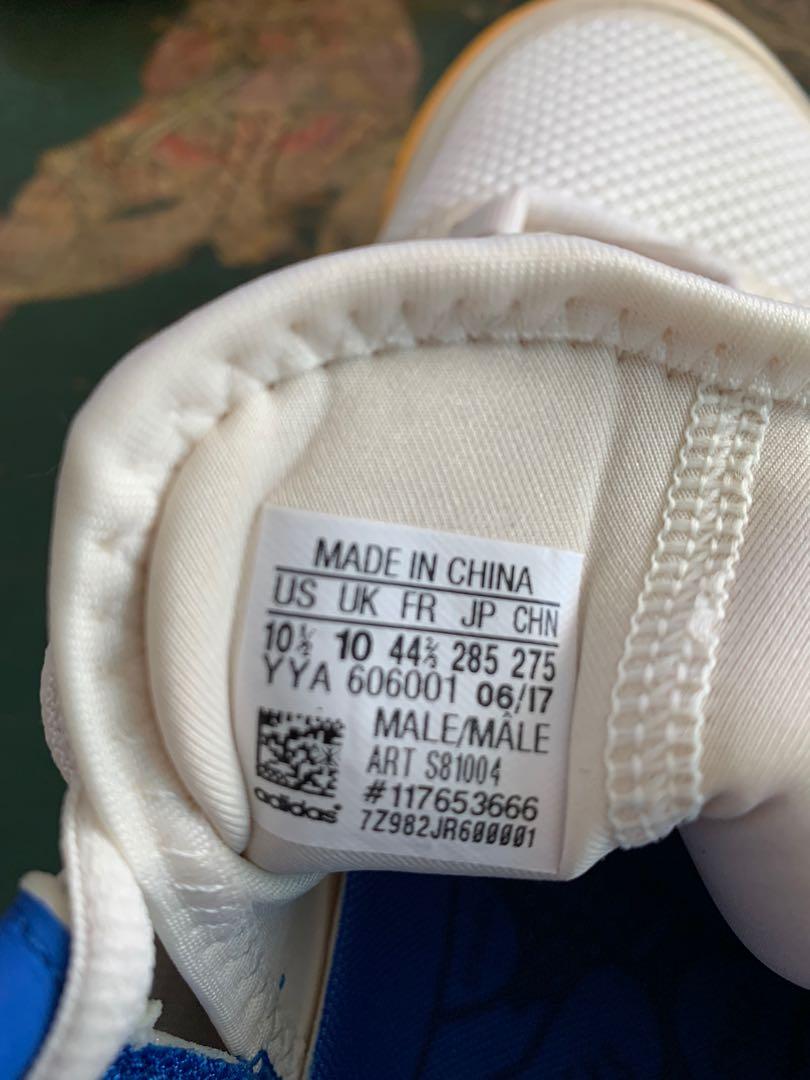 MADE IN CHINA
US UK FR JP CHN
10½ 10 44⅔ 285 275
YYA 606001 06/17
MALE/MÂLE
ART S81004
#117653666
adidas
7Z982JR600001